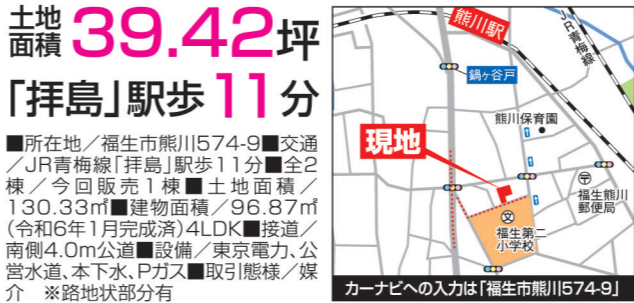 土地面積 39.42坪
「拝島」駅歩11分
■所在地／福生市熊川574-9■交通
／JR青梅線「拝島」駅歩11分■全2
棟／今回販売1棟■土地面積／
130.33㎡■建物面積／96.87㎡
(令和6年1月完成済)4LDK■接道／
南側4.0m公道■設備／東京電力、公
営水道、本下水、Pガス■取引態様／媒
介　※路地状部分有
熊川駅
JR青梅線
鍋ヶ谷戸
熊川保育園
現地
福生熊川
郵便局
文
福生第二
小学校
カーナビへの入力は「福生市熊川574-9」